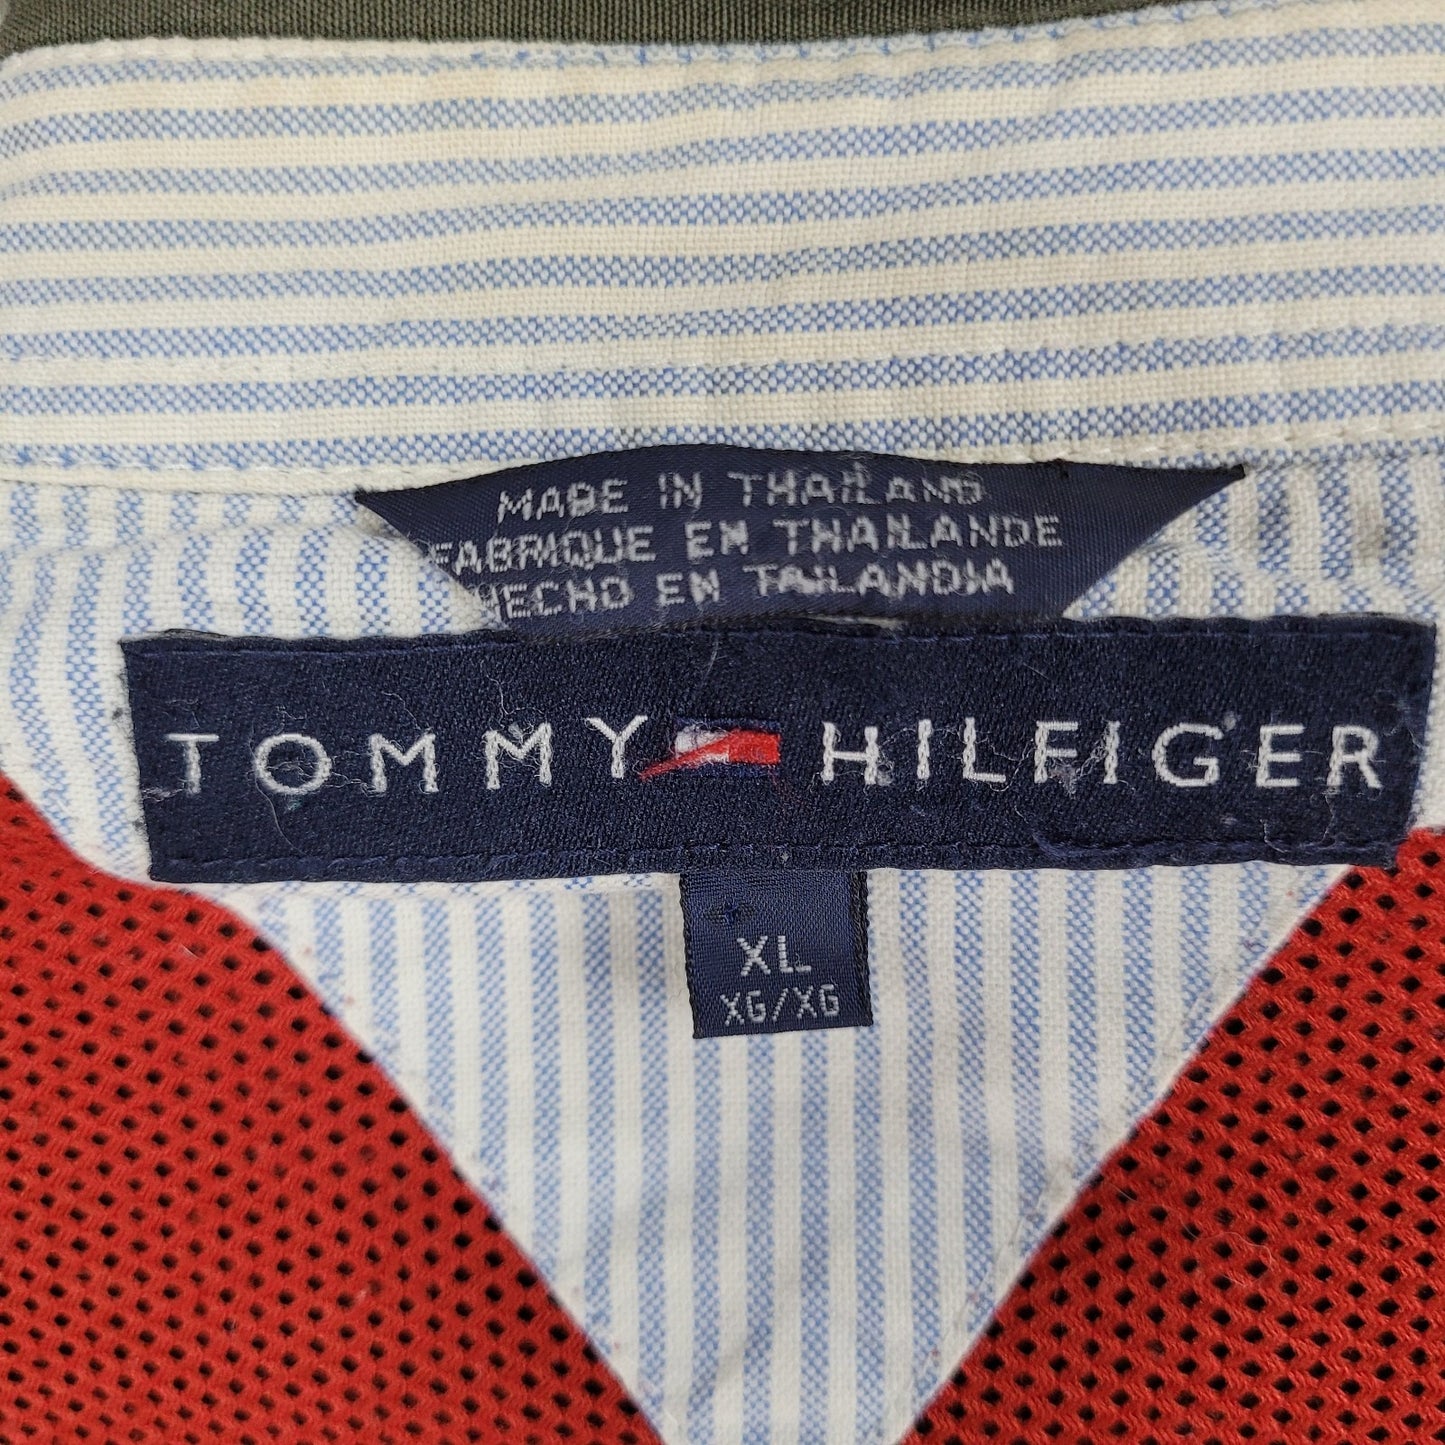 MADE IN THAILAND
FABRIQUE EN THAILANDE
HECHO EN TAILANDIA
TOMMY HILFIGER
XL
XG/XG